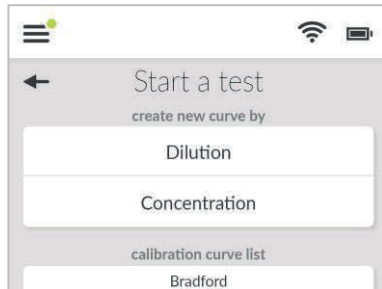 Start a test
create new curve by
Dilution
Concentration
calibration curve list
Bradford